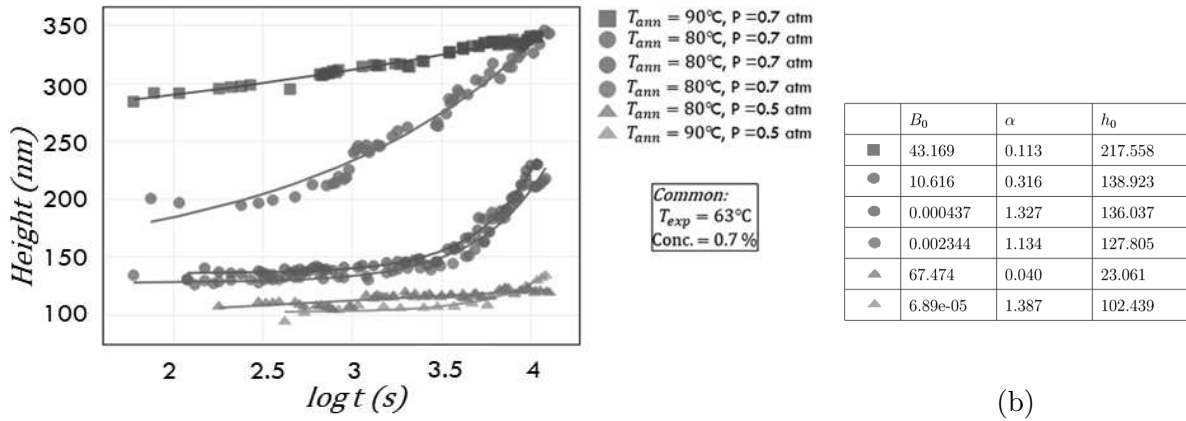 350
300
250
200
150
100
Height (nm)
2
2.5
3
3.5
4
log t (s)
T_ann = 90℃, P =0.7 atm
T_ann = 80℃, P =0.7 atm
T_ann = 80℃, P =0.7 atm
T_ann = 80℃, P =0.7 atm
T_ann = 80℃, P =0.5 atm
T_ann = 90℃, P =0.5 atm
Common:
T_exp = 63℃
Conc. = 0.7 %
B_0 α h_0
43.169 0.113 217.558
10.616 0.316 138.923
0.000437 1.327 136.037
0.002344 1.134 127.805
67.474 0.040 23.061
6.89e-05 1.387 102.439
(b)